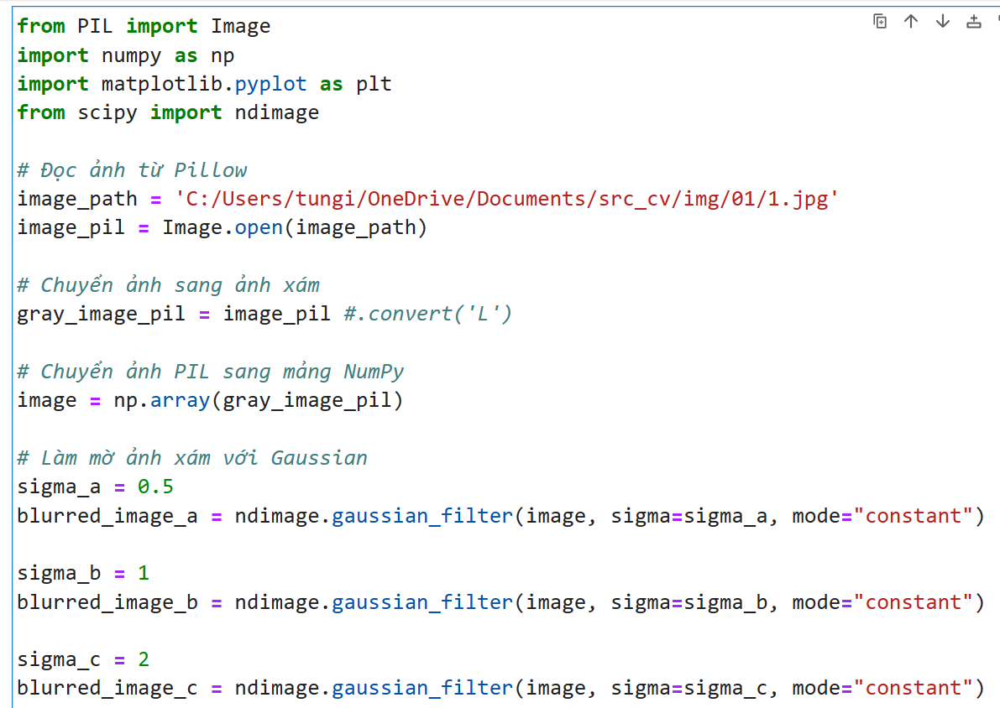 from PIL import Image
import numpy as np
import matplotlib.pyplot as plt
from scipy import ndimage
# Đọc ảnh từ Pillow
image_path = 'C:/Users/tungi/OneDrive/Documents/src_cv/img/01/1.jpg'
image_pil = Image.open(image_path)
# Chuyển ảnh sang ảnh xám
gray_image_pil = image_pil #.convert('L')
# Chuyển ảnh PIL sang mảng NumPy
image = np.array(gray_image_pil)
# Làm mờ ảnh xám với Gaussian
sigma_a = 0.5
blurred_image_a = ndimage.gaussian_filter(image, sigma=sigma_a, mode="constant")
sigma_b = 1
blurred_image_b = ndimage.gaussian_filter(image, sigma=sigma_b, mode="constant")
sigma_c = 2
blurred_image_c = ndimage.gaussian_filter(image, sigma=sigma_c, mode="constant")